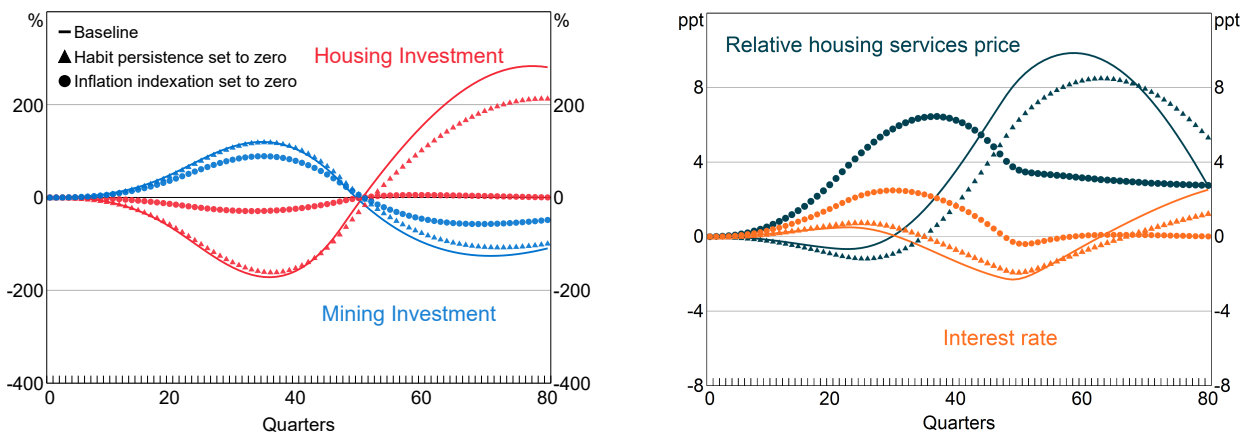 %
%
Baseline
Habit persistence set to zero
Inflation indexation set to zero
Housing Investment
200
200
0
0
-200
-200
Mining Investment
-400
-400
0
20
40
60
80
Quarters
ppt
ppt
Relative housing services price
8
8
4
4
0
0
-4
-4
Interest rate
-8
-8
0
20
40
60
80
Quarters